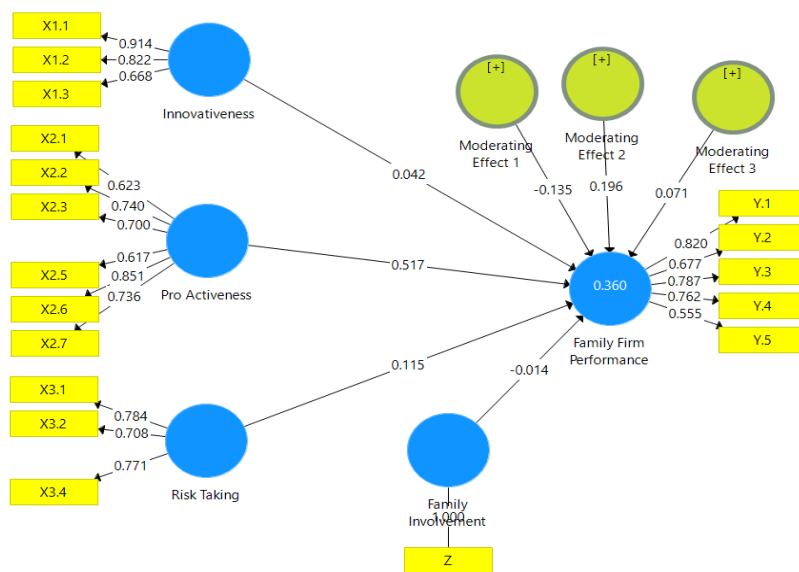 X1.1
0.914
X1.2
0.822
X1.3
0.668
Innovativeness
[+]
Moderating
Effect 1
[+]
Moderating
Effect 2
[+]
Moderating
Effect 3
X2.1
X2.2
X2.3
0.623
0.740
0.700
X2.5
X2.6
X2.7
0.617
0.851
0.736
Pro Activeness
0.042
-0.135
0.196
0.071
0.517
0.115
-0.014
0.360
Family Firm
Performance
Y.1
Y.2
Y.3
Y.4
Y.5
0.820
0.677
0.787
0.762
0.555
X3.1
X3.2
X3.4
0.784
0.708
0.771
Risk Taking
Family
Involvement
1.000
Z